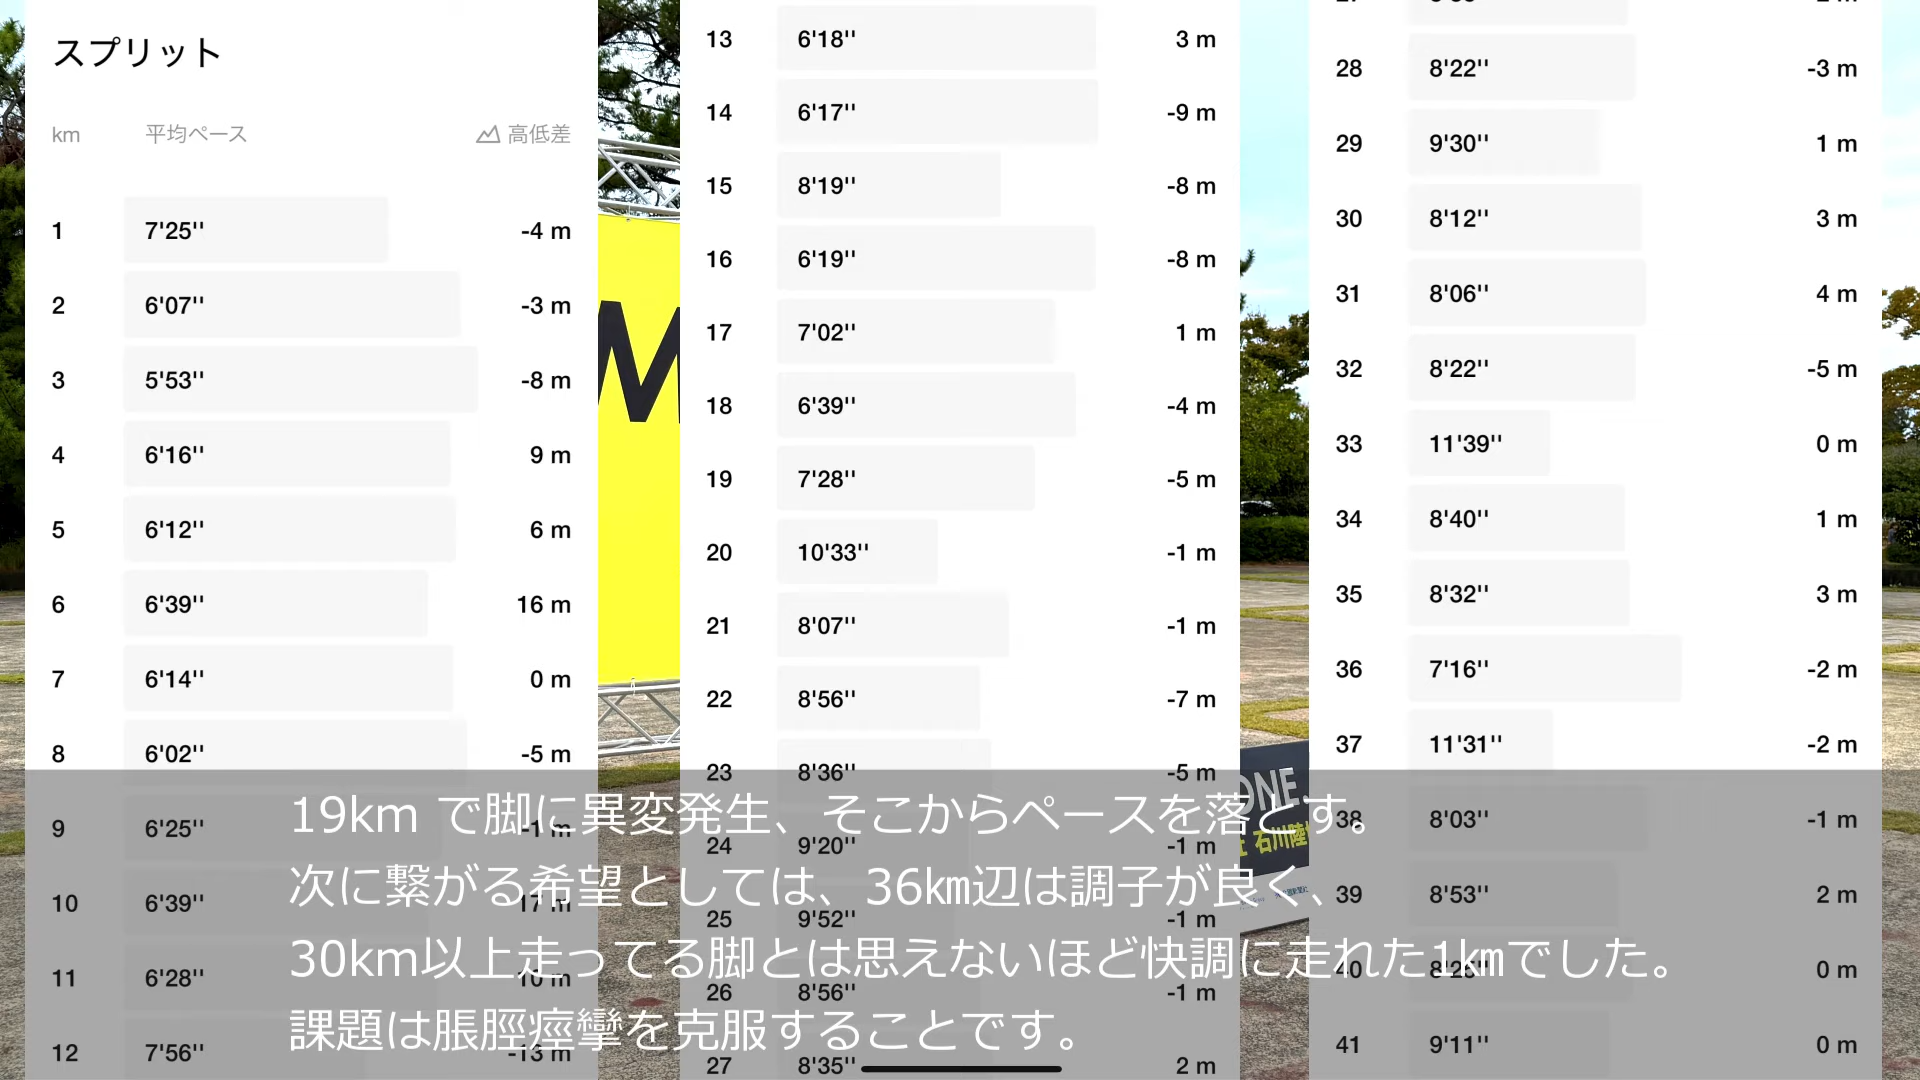 スプリット
km 平均ペース 高低差
1 7'25'' -4 m
2 6'07'' -3 m
3 5'53'' -8 m
4 6'16'' 9 m
5 6'12'' 6 m
6 6'39'' 16 m
7 6'14'' 0 m
8 6'02'' -5 m
9 6'25'' -1 m
10 6'39'' 17 m
11 6'28'' 10 m
12 7'56'' -13 m
13 6'18'' 3 m
14 6'17'' -9 m
15 8'19'' -8 m
16 6'19'' -8 m
17 7'02'' 1 m
18 6'39'' -4 m
19 7'28'' -5 m
20 10'33'' -1 m
21 8'07'' -1 m
22 8'56'' -7 m
23 8'36'' -5 m
24 9'20'' -1 m
25 9'52'' -1 m
26 8'56'' -1 m
27 8'35'' 2 m
28 8'22'' -3 m
29 9'30'' 1 m
30 8'12'' 3 m
31 8'06'' 4 m
32 8'22'' -5 m
33 11'39'' 0 m
34 8'40'' 1 m
35 8'32'' 3 m
36 7'16'' -2 m
37 11'31'' -2 m
38 8'03'' -1 m
39 8'53'' 2 m
40 0 m
41 9'11'' 0 m
M
ONE.
石川陸
19km で脚に異変発生、そこからペースを落とす。
次に繋がる希望としては、36㎞辺は調子が良く、
30km以上走ってる脚とは思えないほど快調に走れた1㎞でした。
課題は脹脛痙攣を克服することです。